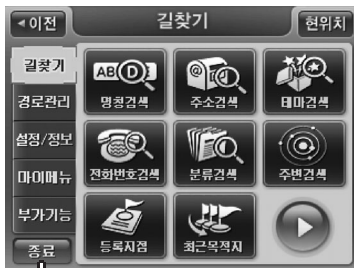 ◂이전 길찾기 현위치
길찾기
경로관리
설정/정보
마이메뉴
부가기능
종료
AB D
명칭검색 주소검색 테마검색
전화번호검색 분류검색 주변검색
등록지점 최근목적지